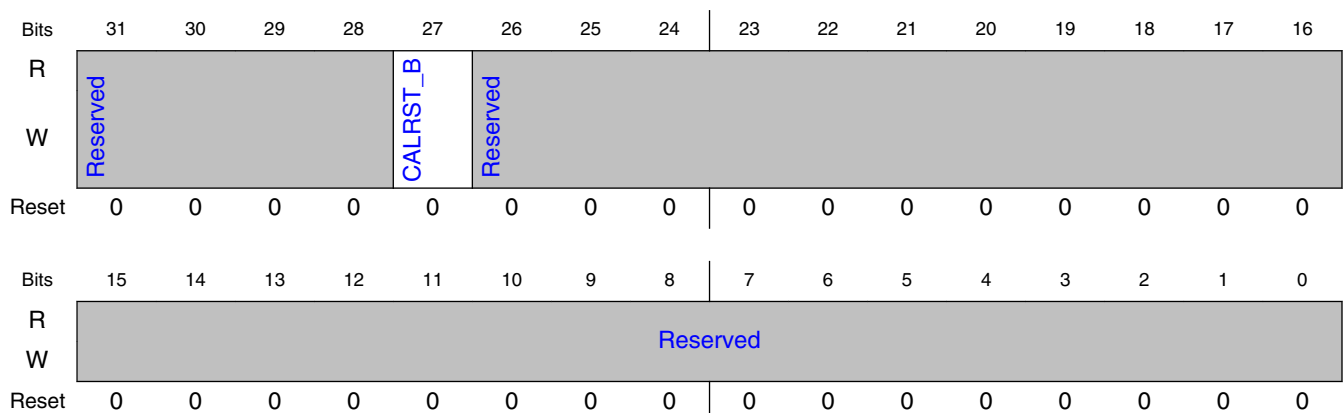 Bits 31 30 29 28 27 26 25 24 23 22 21 20 19 18 17 16
R
W
Reserved
CALRST_B
Reserved
Reset 0 0 0 0 0 0 0 0 0 0 0 0 0 0 0 0
Bits 15 14 13 12 11 10 9 8 7 6 5 4 3 2 1 0
R
Reserved
W
Reset 0 0 0 0 0 0 0 0 0 0 0 0 0 0 0 0